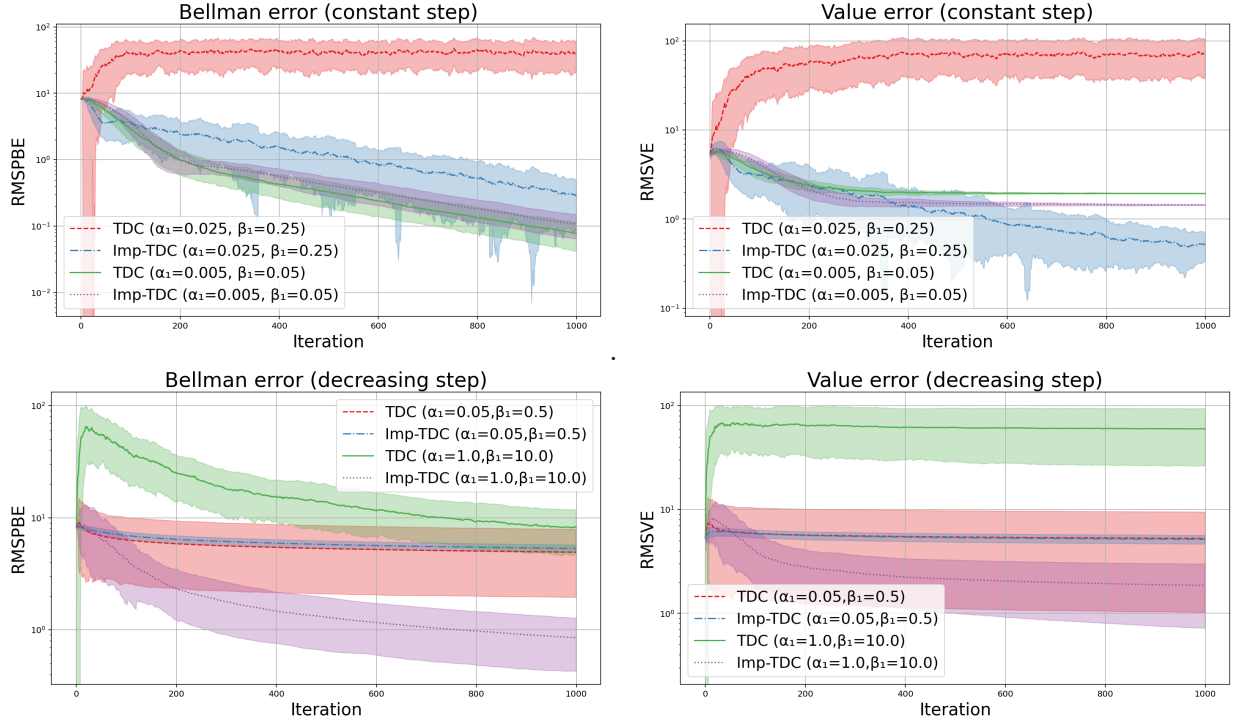 Bellman error (constant step)
RMSPBE
10²
10¹
10⁰
10⁻¹
10⁻²
TDC (α₁=0.025, β₁=0.25)
Imp-TDC (α₁=0.025, β₁=0.25)
TDC (α₁=0.005, β₁=0.05)
Imp-TDC (α₁=0.005, β₁=0.05)
0 200 400 600 800 1000
Iteration
Value error (constant step)
RMSVE
10²
10¹
10⁰
10⁻¹
TDC (α₁=0.025, β₁=0.25)
Imp-TDC (α₁=0.025, β₁=0.25)
TDC (α₁=0.005, β₁=0.05)
Imp-TDC (α₁=0.005, β₁=0.05)
0 200 400 600 800 1000
Iteration
.
Bellman error (decreasing step)
RMSPBE
10²
10¹
10⁰
TDC (α₁=0.05,β₁=0.5)
Imp-TDC (α₁=0.05,β₁=0.5)
TDC (α₁=1.0,β₁=10.0)
Imp-TDC (α₁=1.0,β₁=10.0)
0 200 400 600 800 1000
Iteration
Value error (decreasing step)
RMSVE
10²
10¹
10⁰
TDC (α₁=0.05,β₁=0.5)
Imp-TDC (α₁=0.05,β₁=0.5)
TDC (α₁=1.0,β₁=10.0)
Imp-TDC (α₁=1.0,β₁=10.0)
0 200 400 600 800 1000
Iteration